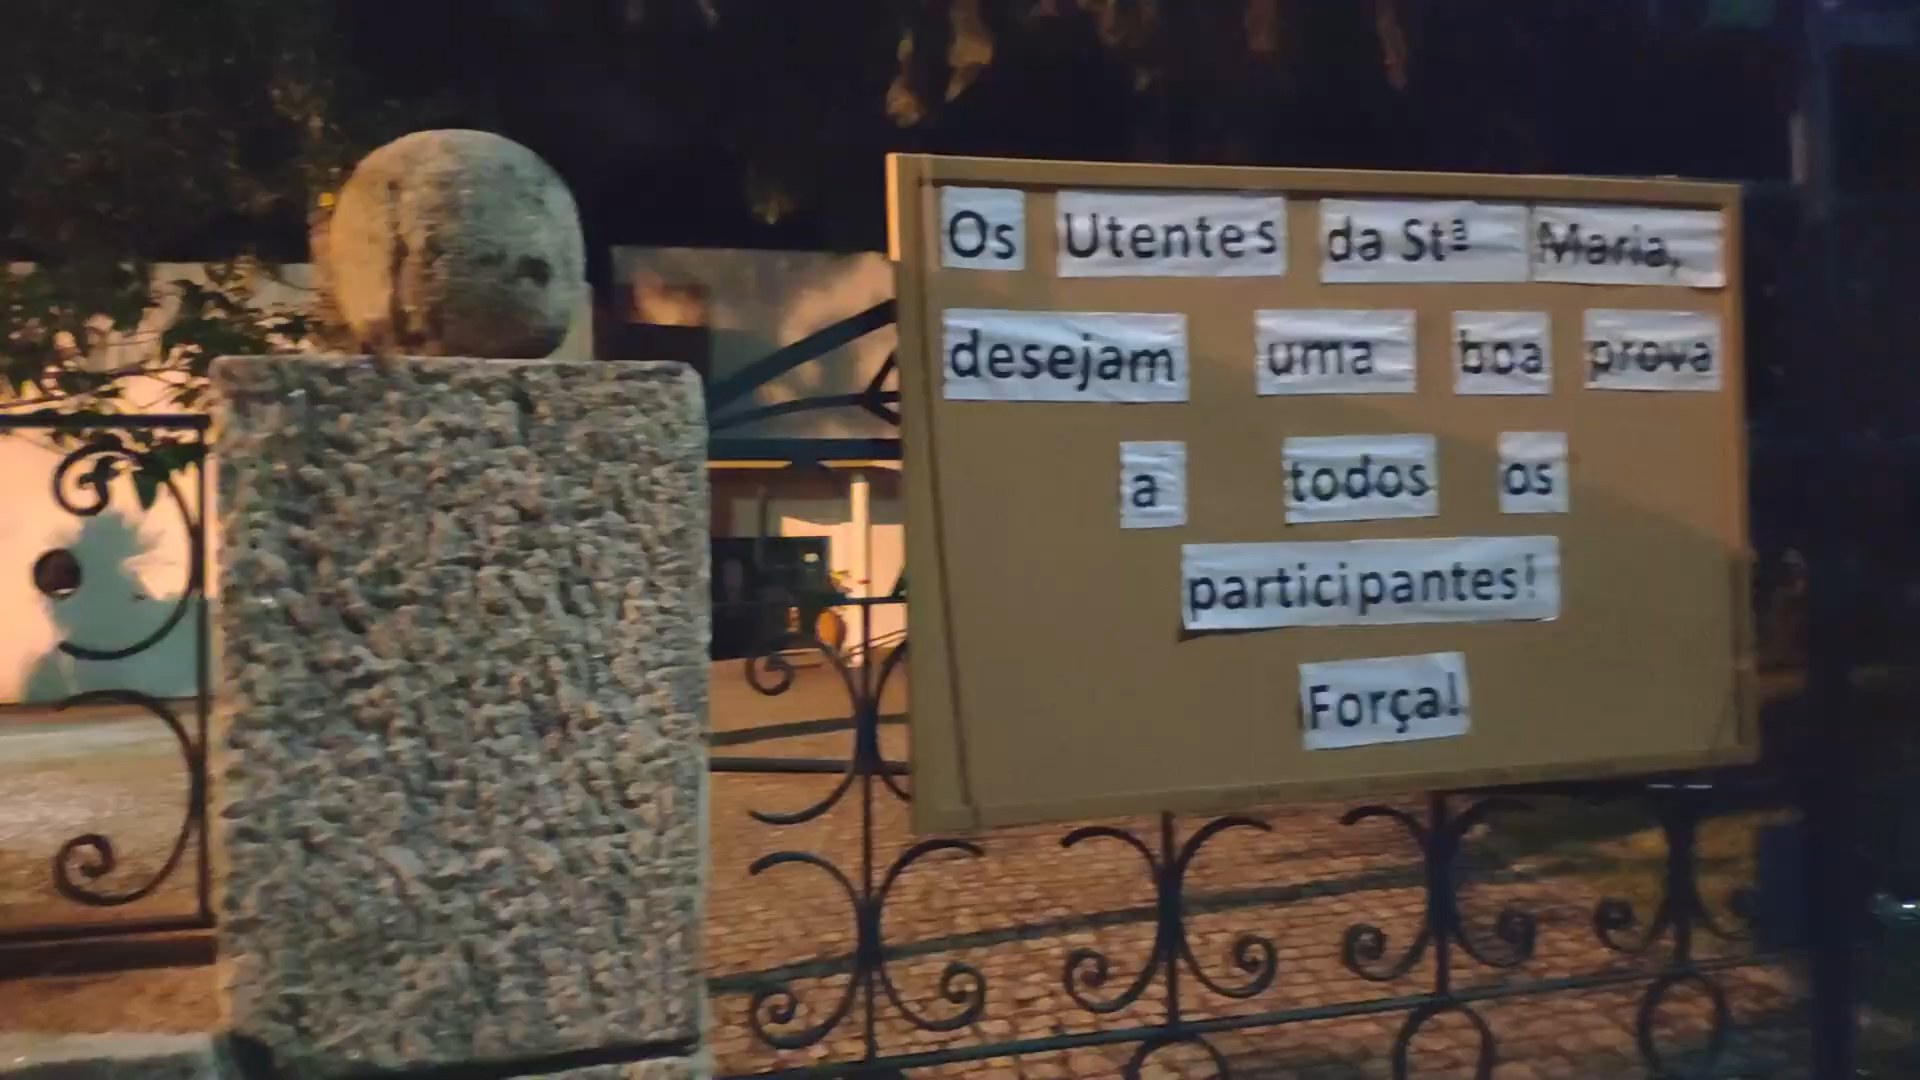 Os Utentes da Stª Maria,
desejam uma boa prova
a todos os
participantes!
Força!